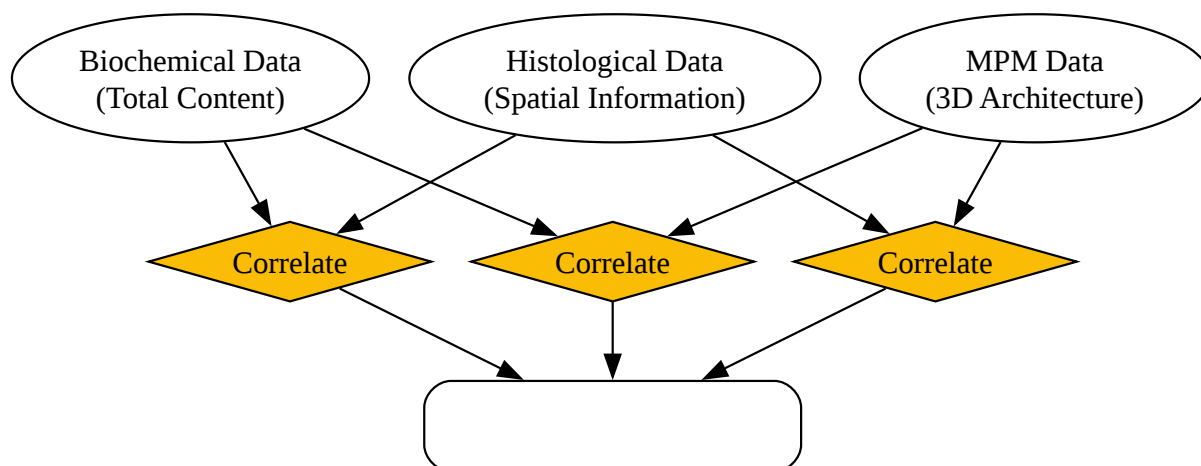 Biochemical Data
(Total Content)
Histological Data
(Spatial Information)
MPM Data
(3D Architecture)
Correlate
Correlate
Correlate